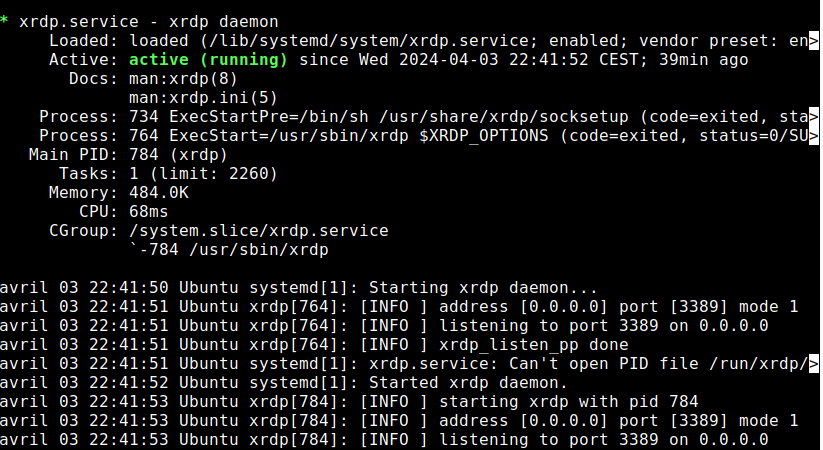 * xrdp.service - xrdp daemon
Loaded: loaded (/lib/systemd/system/xrdp.service; enabled; vendor preset: en>
Active: active (running) since Wed 2024-04-03 22:41:52 CEST; 39min ago
Docs: man:xrdp(8)
man:xrdp.ini(5)
Process: 734 ExecStartPre=/bin/sh /usr/share/xrdp/socksetup (code=exited, sta>
Process: 764 ExecStart=/usr/sbin/xrdp $XRDP_OPTIONS (code=exited, status=0/SU>
Main PID: 784 (xrdp)
Tasks: 1 (limit: 2260)
Memory: 484.0K
CPU: 68ms
CGroup: /system.slice/xrdp.service
`-784 /usr/sbin/xrdp
avril 03 22:41:50 Ubuntu systemd[1]: Starting xrdp daemon...
avril 03 22:41:51 Ubuntu xrdp[764]: [INFO ] address [0.0.0.0] port [3389] mode 1
avril 03 22:41:51 Ubuntu xrdp[764]: [INFO ] listening to port 3389 on 0.0.0.0
avril 03 22:41:51 Ubuntu xrdp[764]: [INFO ] xrdp_listen_pp done
avril 03 22:41:51 Ubuntu systemd[1]: xrdp.service: Can't open PID file /run/xrdp/>
avril 03 22:41:52 Ubuntu systemd[1]: Started xrdp daemon.
avril 03 22:41:53 Ubuntu xrdp[784]: [INFO ] starting xrdp with pid 784
avril 03 22:41:53 Ubuntu xrdp[784]: [INFO ] address [0.0.0.0] port [3389] mode 1
avril 03 22:41:53 Ubuntu xrdp[784]: [INFO ] listening to port 3389 on 0.0.0.0